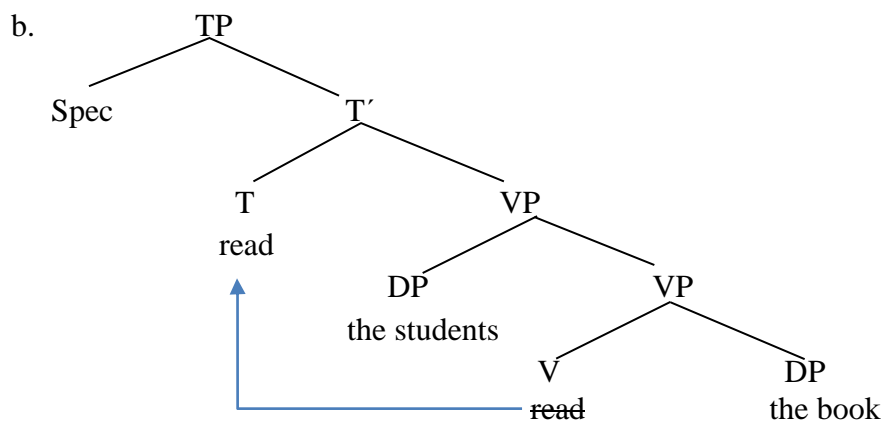 b. TP
Spec T´
T VP
read
DP VP
the students
V DP
read the book